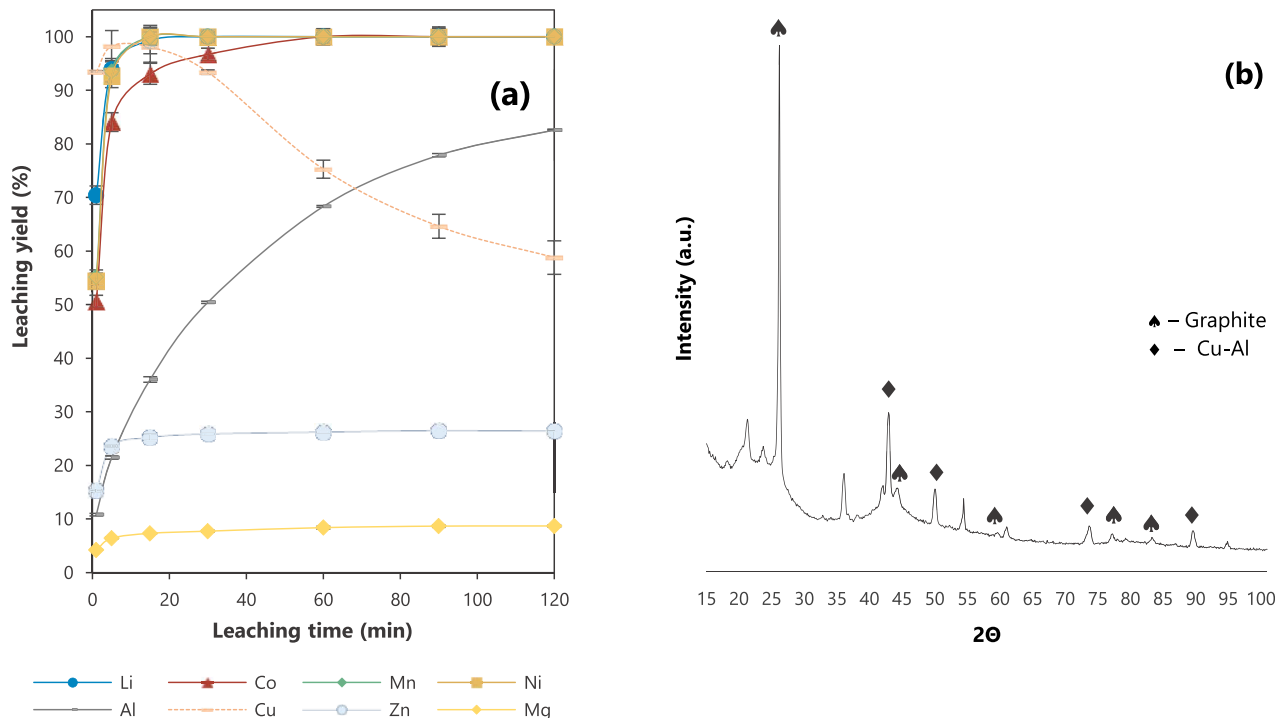 100
90
80
70
60
50
40
30
20
10
0
Leaching yield (%)
(a)
0 20 40 60 80 100 120
Leaching time (min)
Li Co Mn Ni
Al Cu Zn Mg
(b)
Intensity (a.u.)
♠ – Graphite
♦ – Cu-Al
15 20 25 30 35 40 45 50 55 60 65 70 75 80 85 90 95 100
2Θ